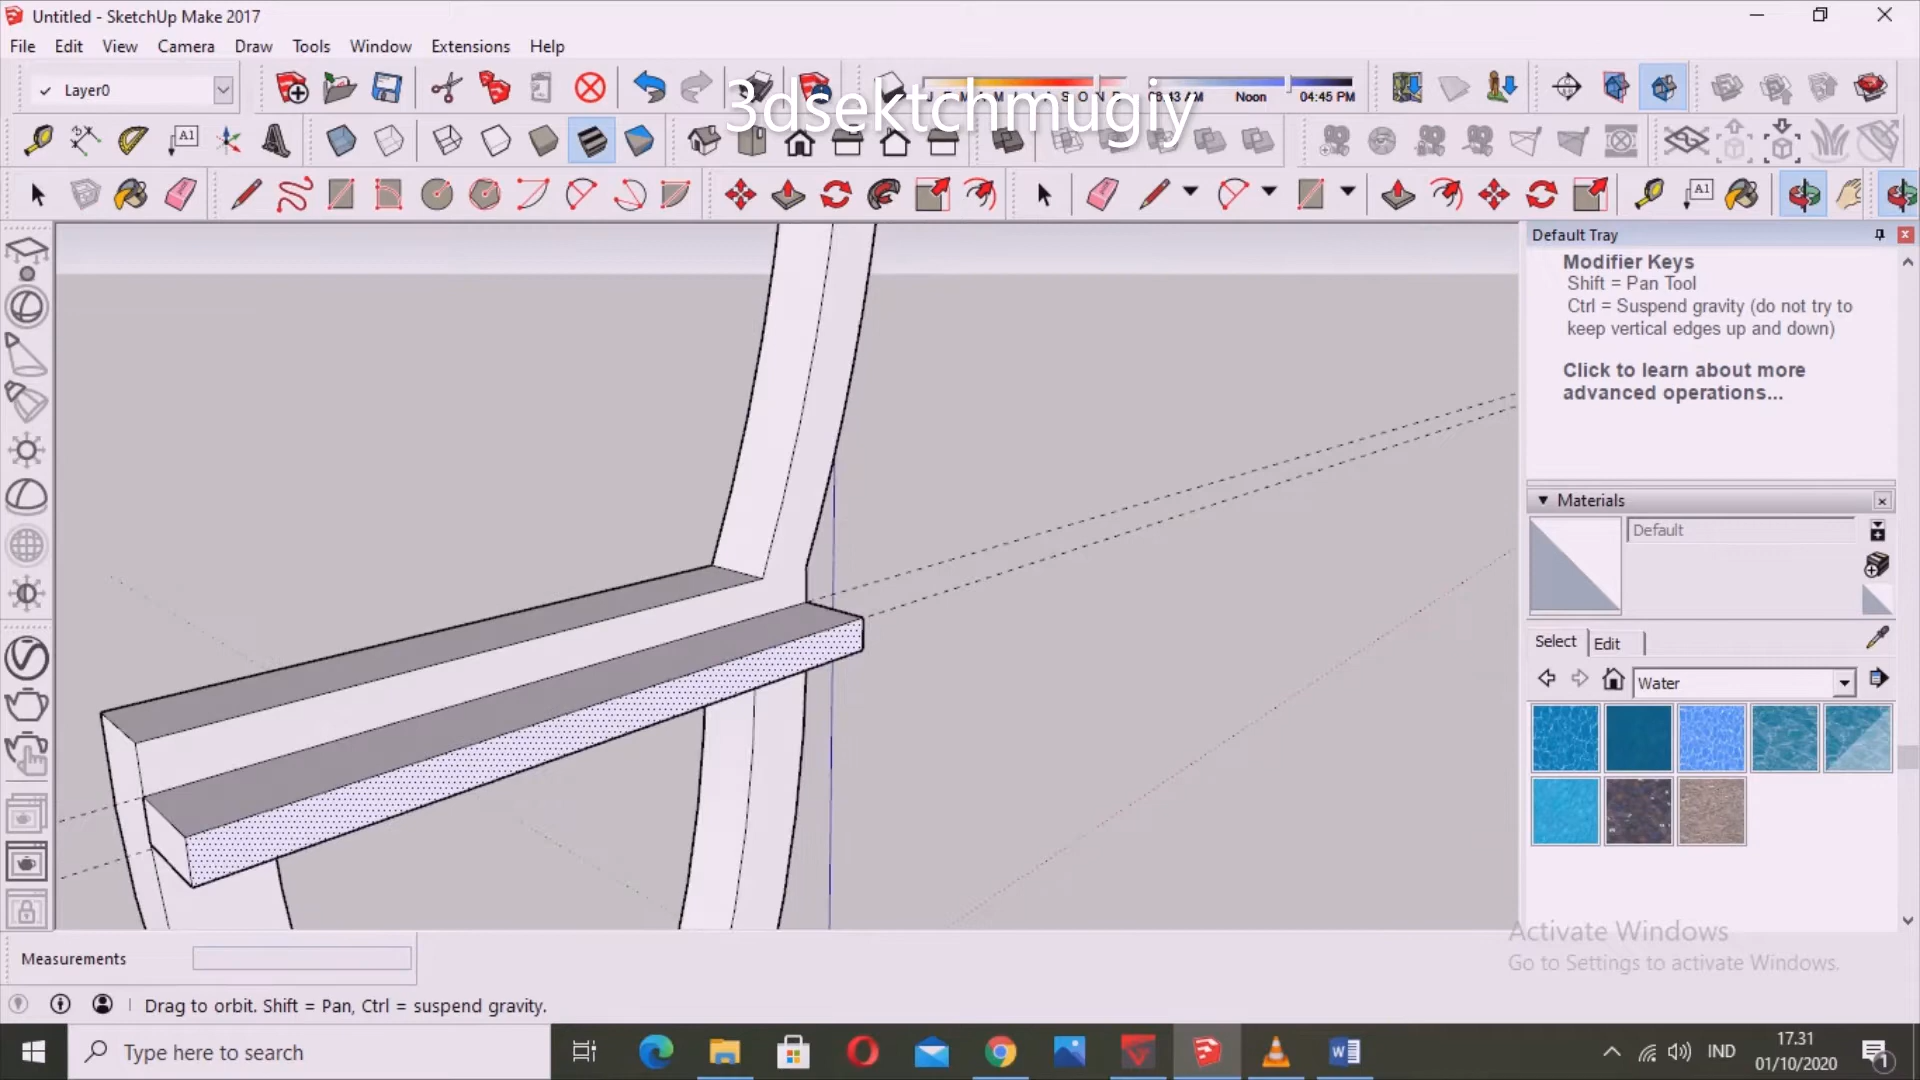 Untitled - SketchUp Make 2017
File Edit View Camera Draw Tools Window Extensions Help
Layer0
3dsektchmugiy
Noon 04:45 PM
A1
A1
Default Tray
Modifier Keys
Shift = Pan Tool
Ctrl = Suspend gravity (do not try to
keep vertical edges up and down)
Click to learn about more
advanced operations...
Materials
Default
Select Edit
Water
Activate Windows
Go to Settings to activate Windows.
Measurements
Drag to orbit. Shift = Pan, Ctrl = suspend gravity.
Type here to search
IND
17.31
01/10/2020
1